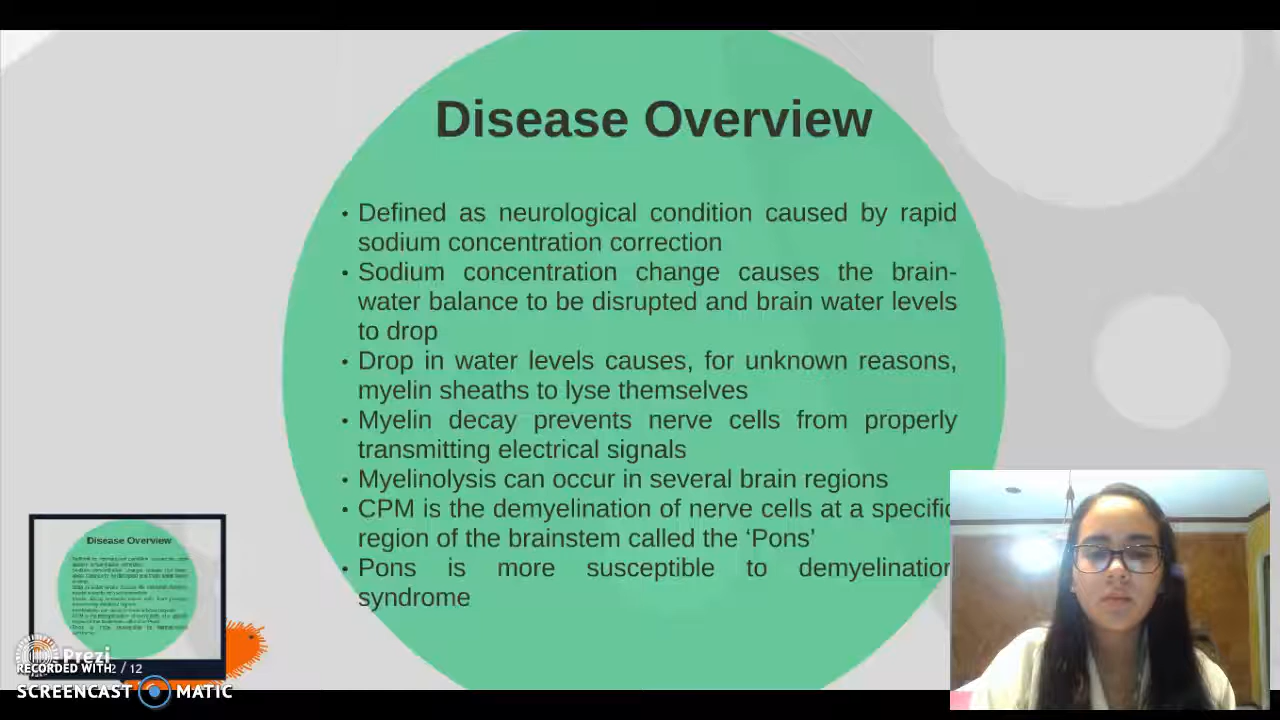 Disease Overview
• Defined as neurological condition caused by rapid
sodium concentration correction
• Sodium concentration change causes the brain-
water balance to be disrupted and brain water levels
to drop
• Drop in water levels causes, for unknown reasons,
myelin sheaths to lyse themselves
• Myelin decay prevents nerve cells from properly
transmitting electrical signals
• Myelinolysis can occur in several brain regions
• CPM is the demyelination of nerve cells at a specific
region of the brainstem called the ‘Pons’
• Pons is more susceptible to demyelination
syndrome
Disease Overview
Prezi
RECORDED WITH 2 / 12
SCREENCAST MATIC